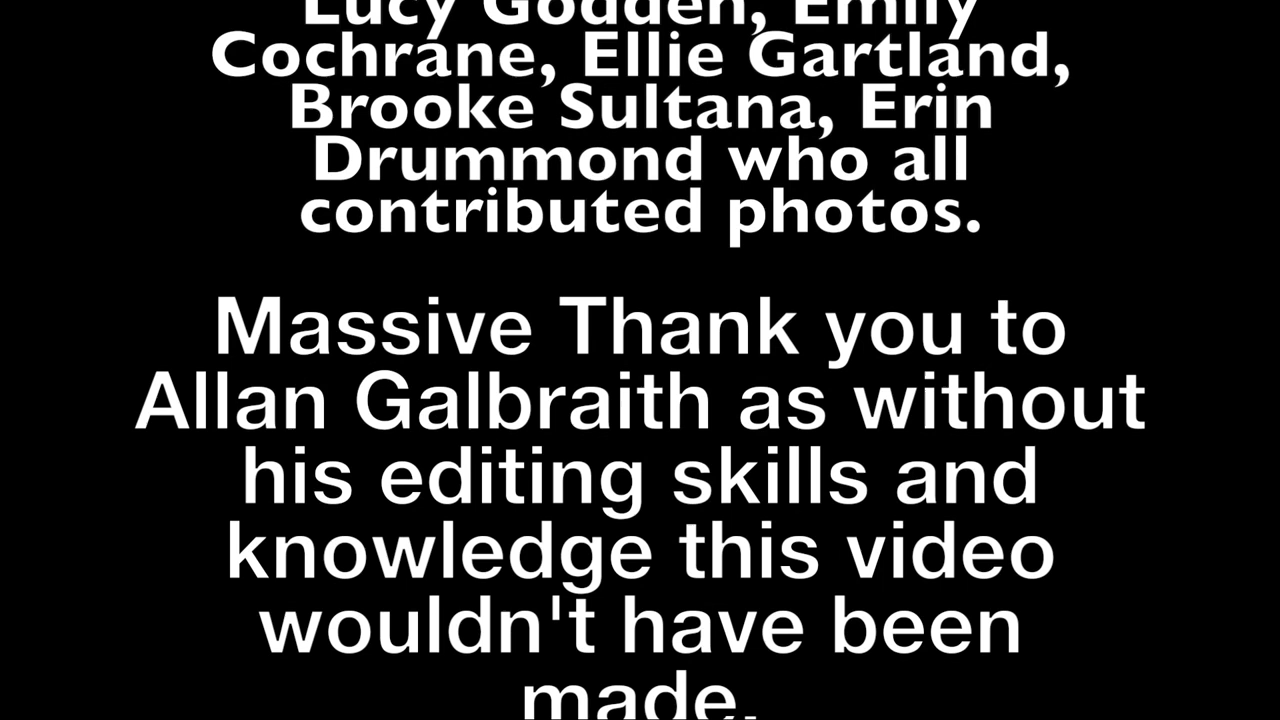 Lucy Godden, Emily
Cochrane, Ellie Gartland,
Brooke Sultana, Erin
Drummond who all
contributed photos.
Massive Thank you to
Allan Galbraith as without
his editing skills and
knowledge this video
wouldn't have been
made.